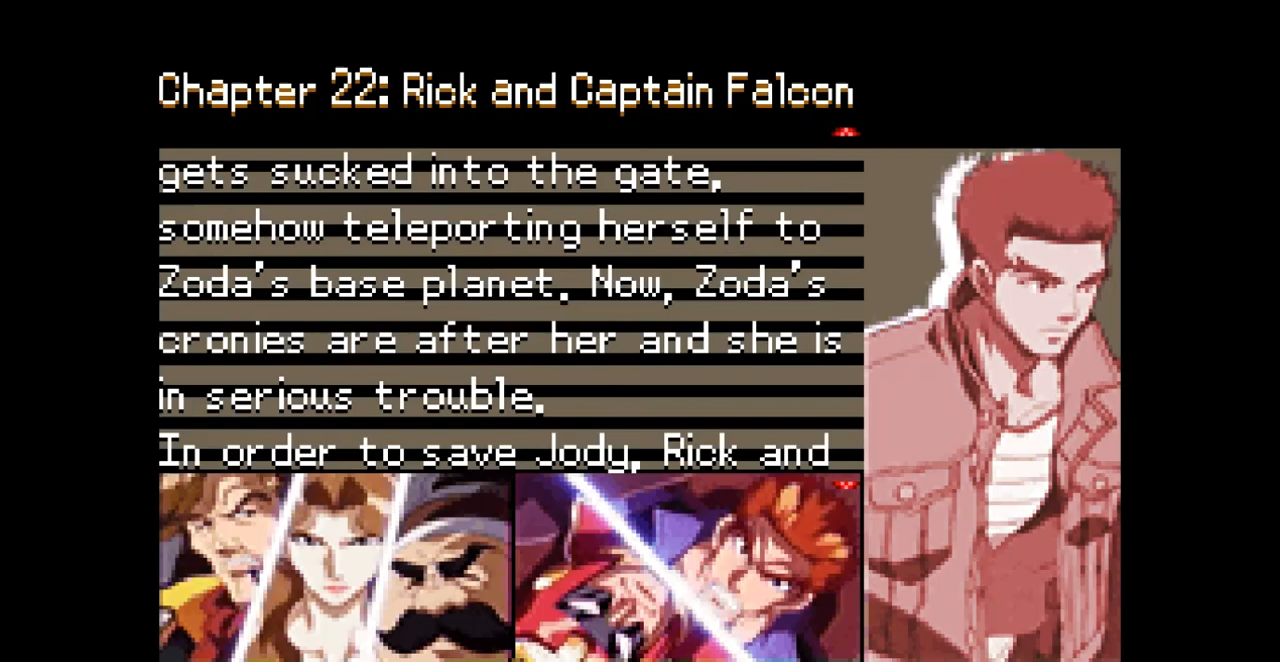 Chapter 22: Rick and Captain Falcon
gets sucked into the gate,
somehow teleporting herself to
Zoda's base planet. Now, Zoda's
cronies are after her and she is
in serious trouble.
In order to save Jody, Rick and